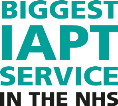 BIGGEST
IAPT
SERVICE
IN THE NHS